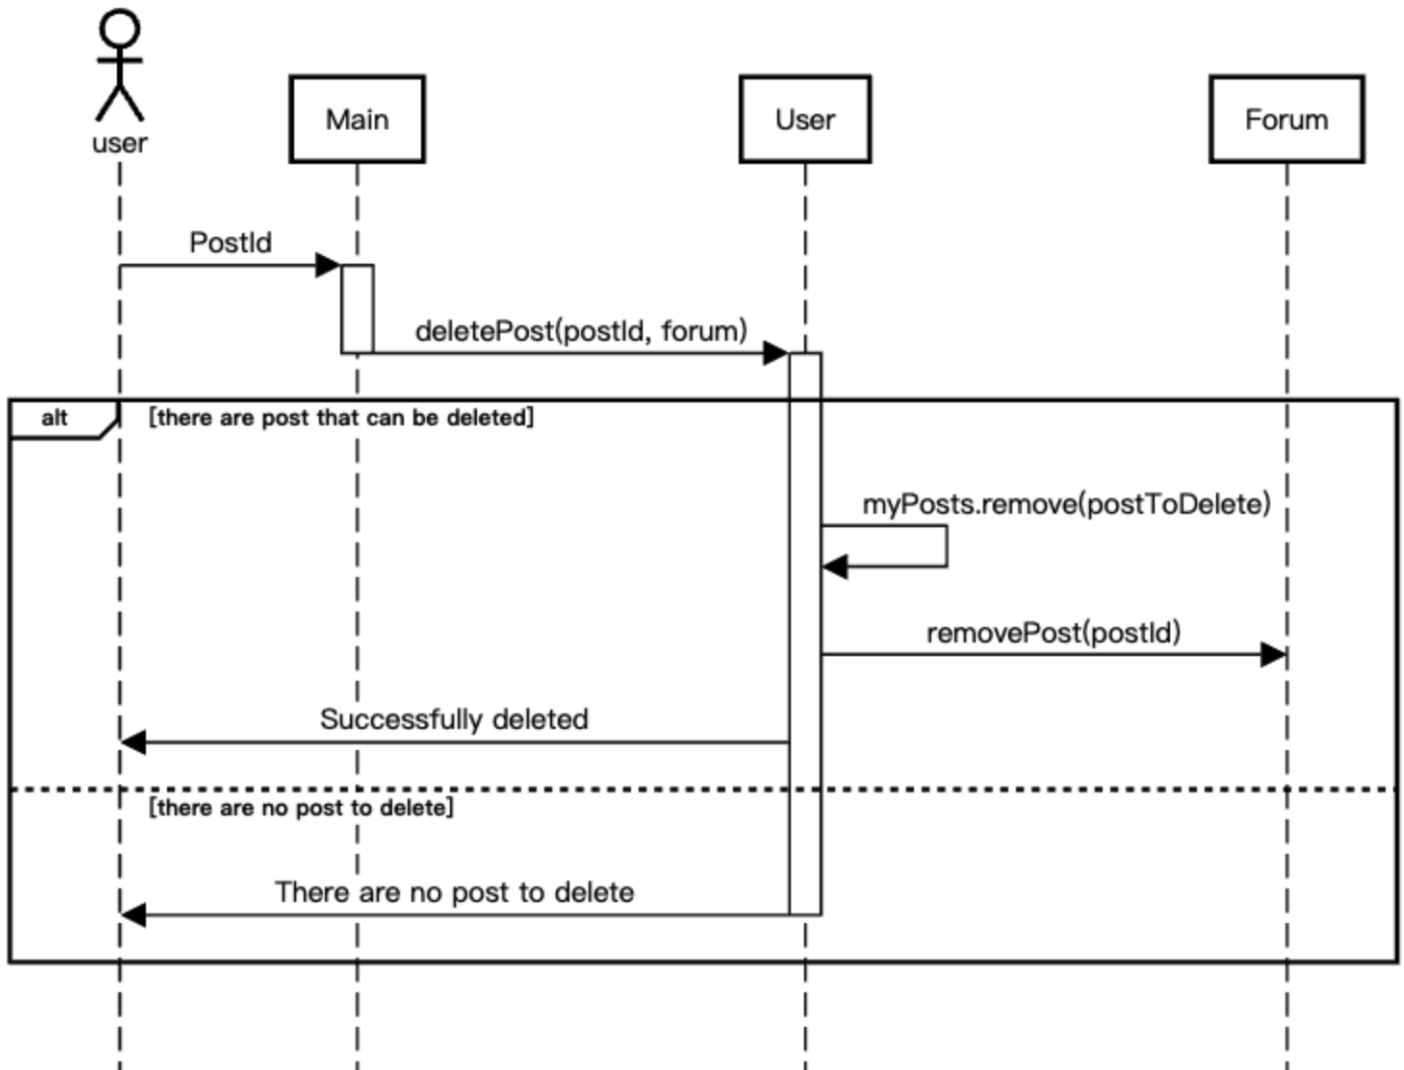 user
Main
User
Forum
PostId
deletePost(postId, forum)
alt
[there are post that can be deleted]
myPosts.remove(postToDelete)
removePost(postId)
Successfully deleted
[there are no post to delete]
There are no post to delete